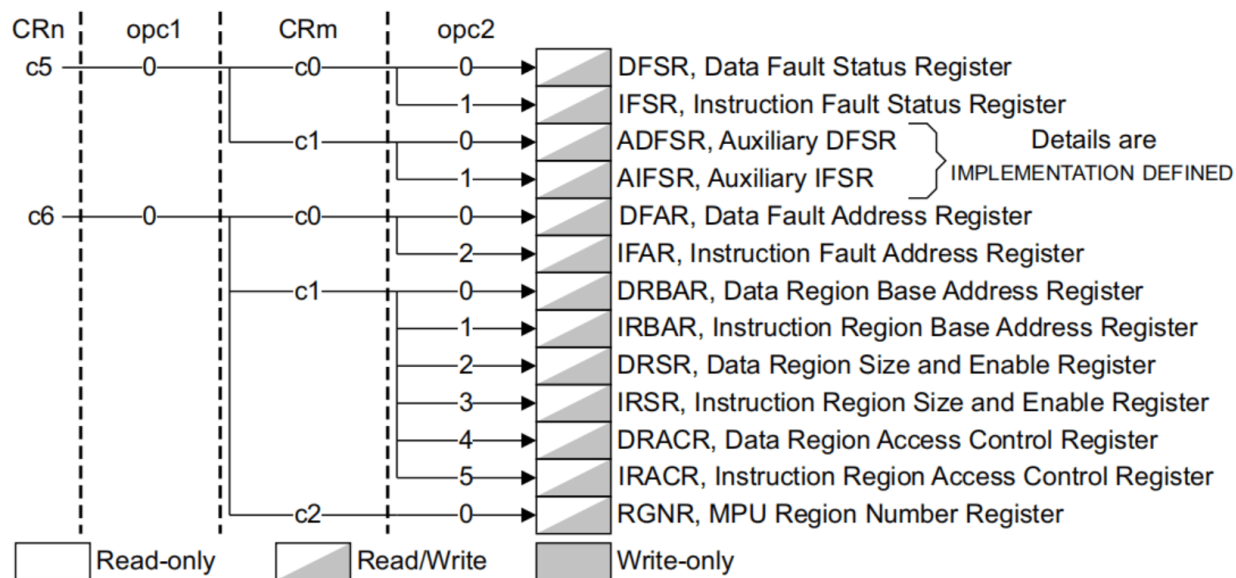 CRn opc1 CRm opc2
c5 0 c0 0 DFSR, Data Fault Status Register
1 IFSR, Instruction Fault Status Register
c1 0 ADFSR, Auxiliary DFSR Details are
1 AIFSR, Auxiliary IFSR IMPLEMENTATION DEFINED
c6 0 c0 0 DFAR, Data Fault Address Register
2 IFAR, Instruction Fault Address Register
c1 0 DRBAR, Data Region Base Address Register
1 IRBAR, Instruction Region Base Address Register
2 DRSR, Data Region Size and Enable Register
3 IRSR, Instruction Region Size and Enable Register
4 DRACR, Data Region Access Control Register
5 IRACR, Instruction Region Access Control Register
c2 0 RGNR, MPU Region Number Register
Read-only Read/Write Write-only